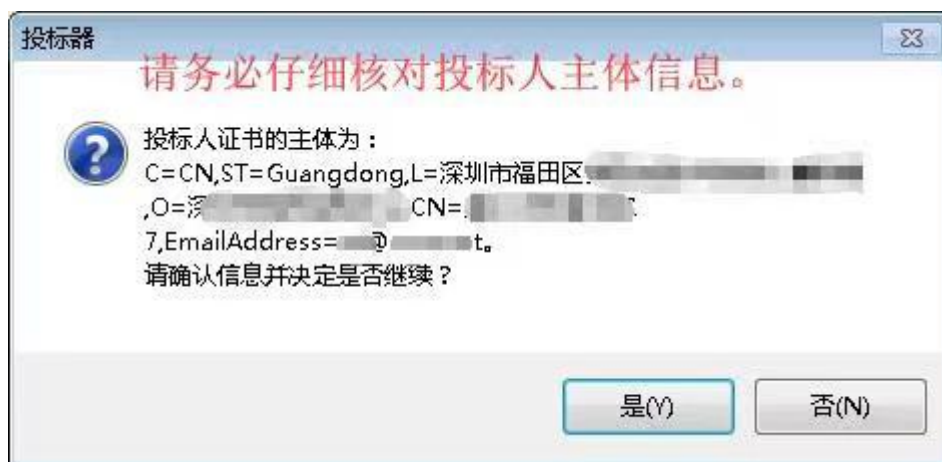 投标器
请务必仔细核对投标人主体信息。
投标人证书的主体为：
C=CN,ST=Guangdong,L=深圳市福田区
,O=深 CN=
7,EmailAddress= @ t。
请确认信息并决定是否继续？
是(Y) 否(N)